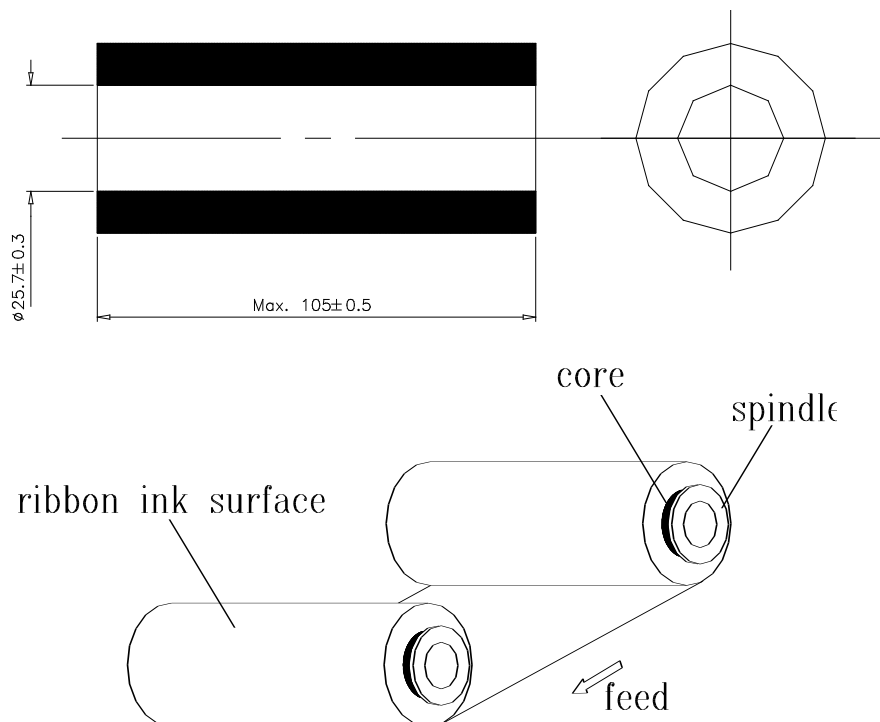 ø25.7±0.3
Max. 105±0.5
core
spindle
ribbon ink surface
feed